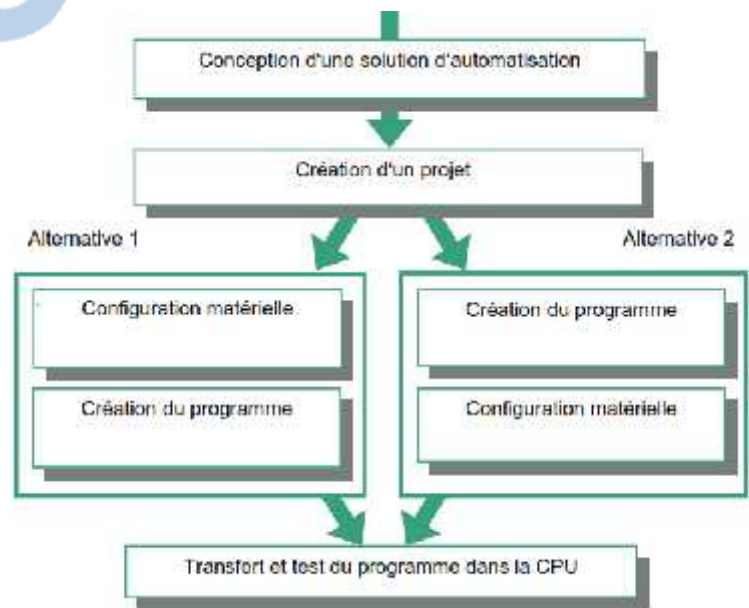 Conception d'une solution d'automatisation
Création d'un projet
Alternative 1
Alternative 2
Configuration matérielle
Création du programme
Création du programme
Configuration matérielle
Transfert et test du programme dans la CPU